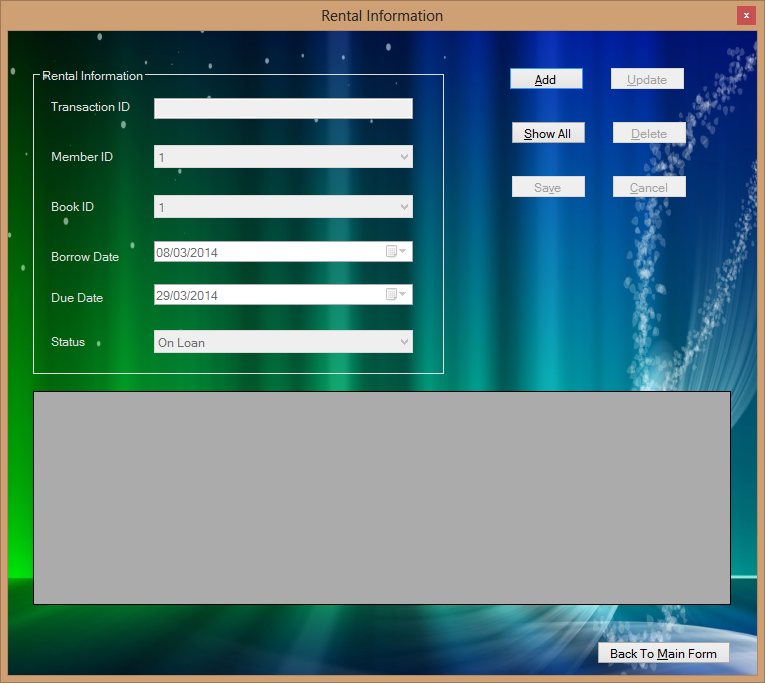 Rental Information
x
Rental Information
Transaction ID
Member ID
1
Book ID
1
Borrow Date
08/03/2014
Due Date
29/03/2014
Status
On Loan
Add
Update
Show All
Delete
Save
Cancel
Back To Main Form